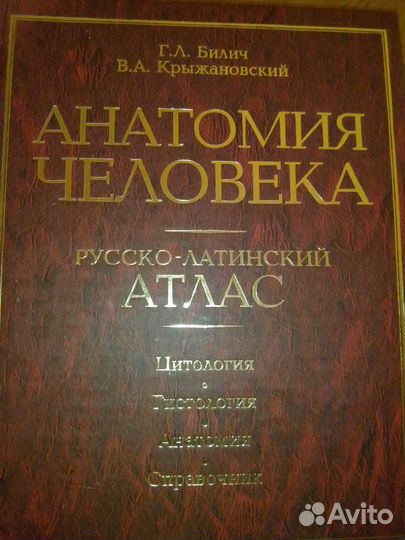 Г.Л. Билич
В.А. Крыжановский
АНАТОМИЯ
ЧЕЛОВЕКА
РУССКО-ЛАТИНСКИЙ
АТЛАС
Цитология
Гистология
Анатомия
Справочник
Avito